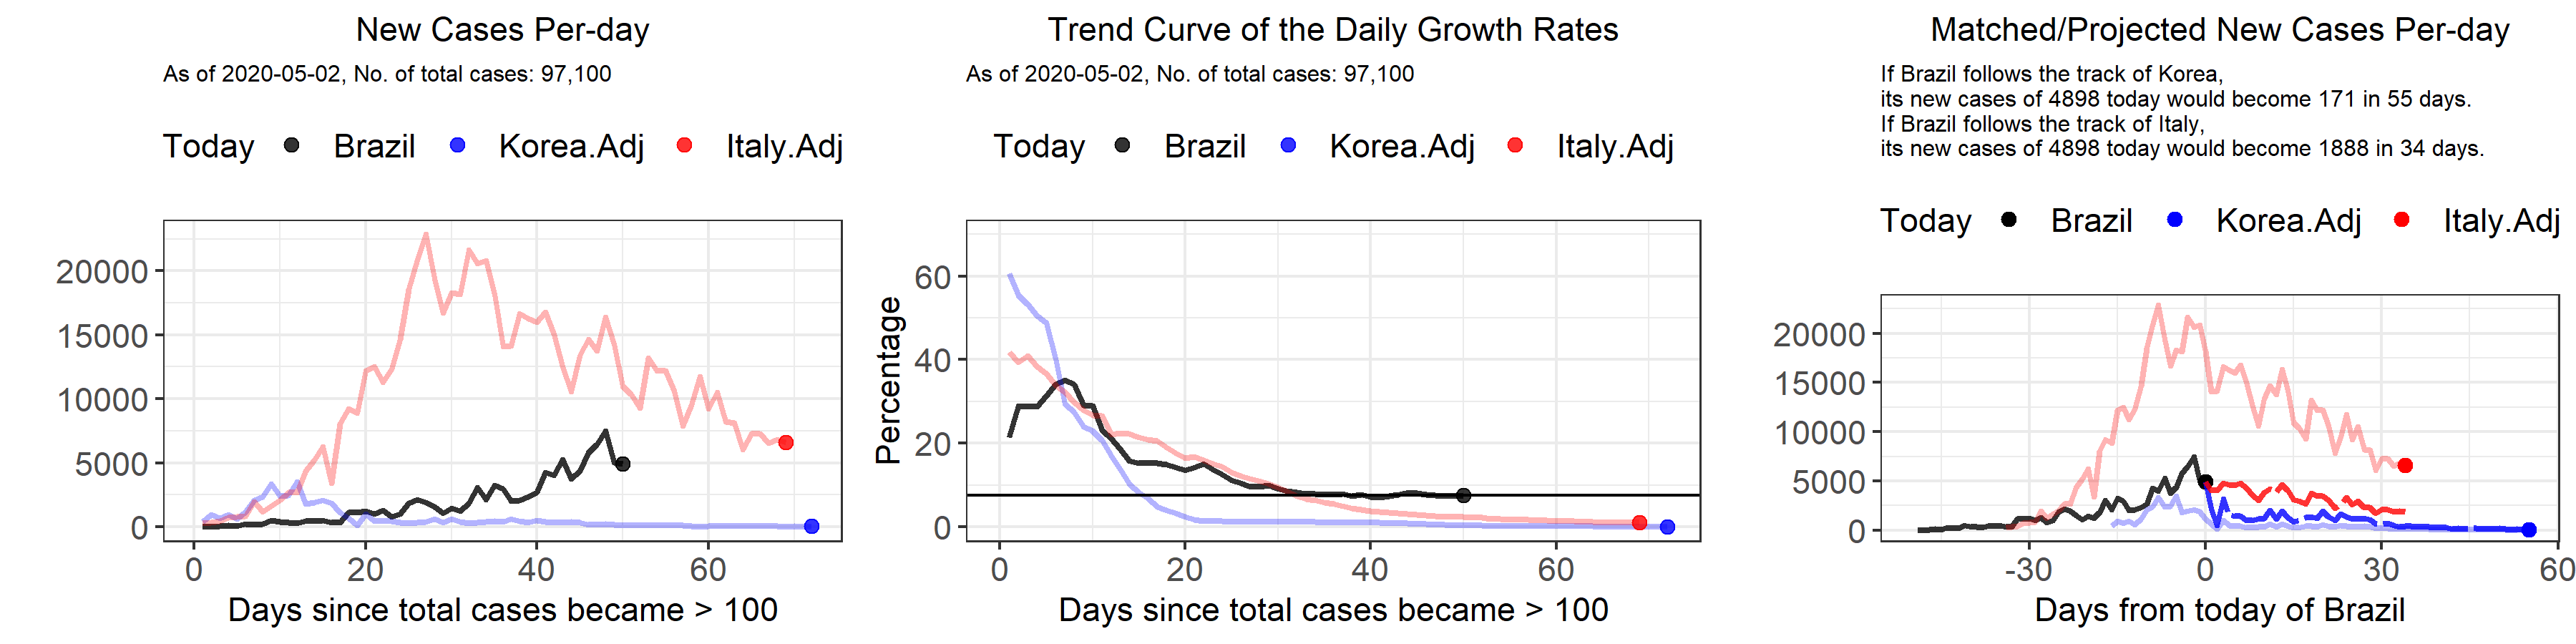 New Cases Per-day
As of 2020-05-02, No. of total cases: 97,100
Today Brazil Korea.Adj Italy.Adj
20000
15000
10000
5000
0
0 20 40 60
Days since total cases became > 100
Trend Curve of the Daily Growth Rates
As of 2020-05-02, No. of total cases: 97,100
Today Brazil Korea.Adj Italy.Adj
Percentage
60
40
20
0
0 20 40 60
Days since total cases became > 100
Matched/Projected New Cases Per-day
If Brazil follows the track of Korea,
its new cases of 4898 today would become 171 in 55 days.
If Brazil follows the track of Italy,
its new cases of 4898 today would become 1888 in 34 days.
Today Brazil Korea.Adj Italy.Adj
20000
15000
10000
5000
0
-30 0 30 60
Days from today of Brazil